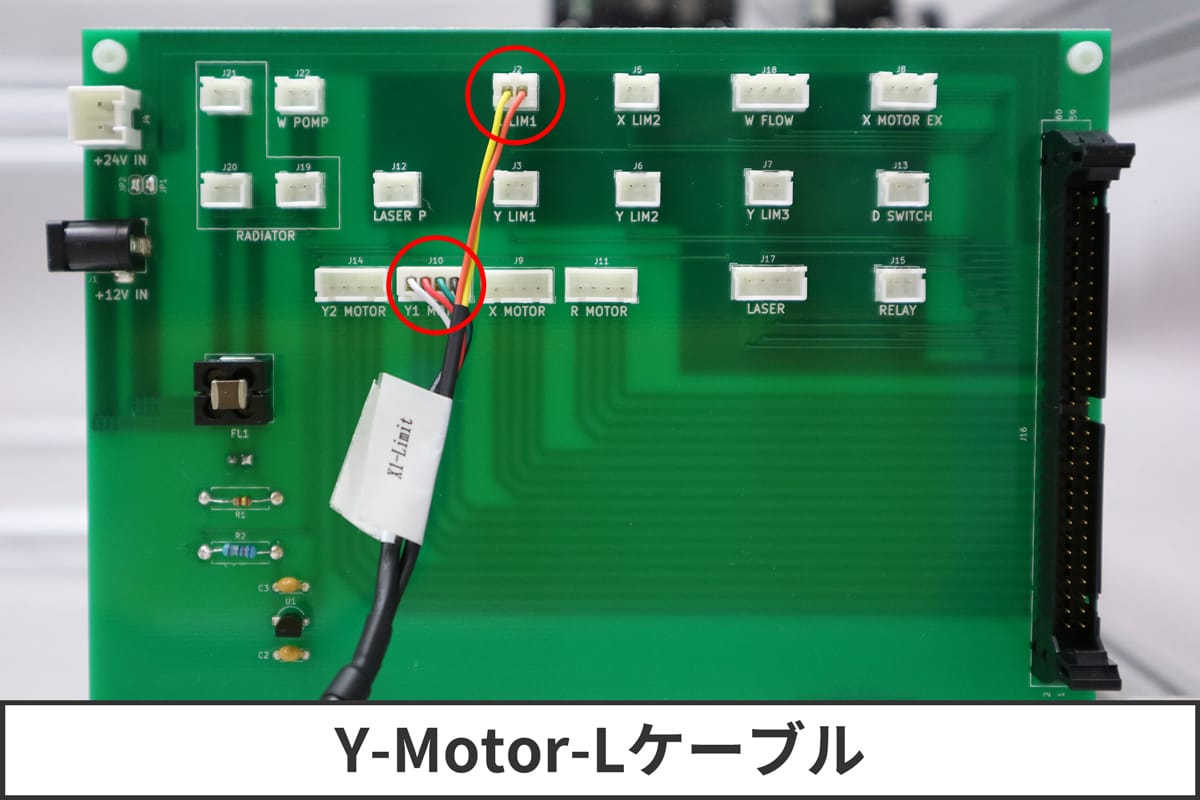 J21
J22
J2
J5
J18
J8
J4
W POMP
LIM1
X LIM2
W FLOW
X MOTOR EX
60
59
+24V IN
JP2
JP1
J20
J19
J12
J3
J6
J7
J13
LASER P
Y LIM1
Y LIM2
Y LIM3
D SWITCH
RADIATOR
J1
+12V IN
J14
J10
J9
J11
J17
J15
Y2 MOTOR
Y1 M
X MOTOR
R MOTOR
LASER
RELAY
FL1
X1-Limit
J16
R1
R2
C3
U1
C2
2
1
Y-Motor-Lケーブル